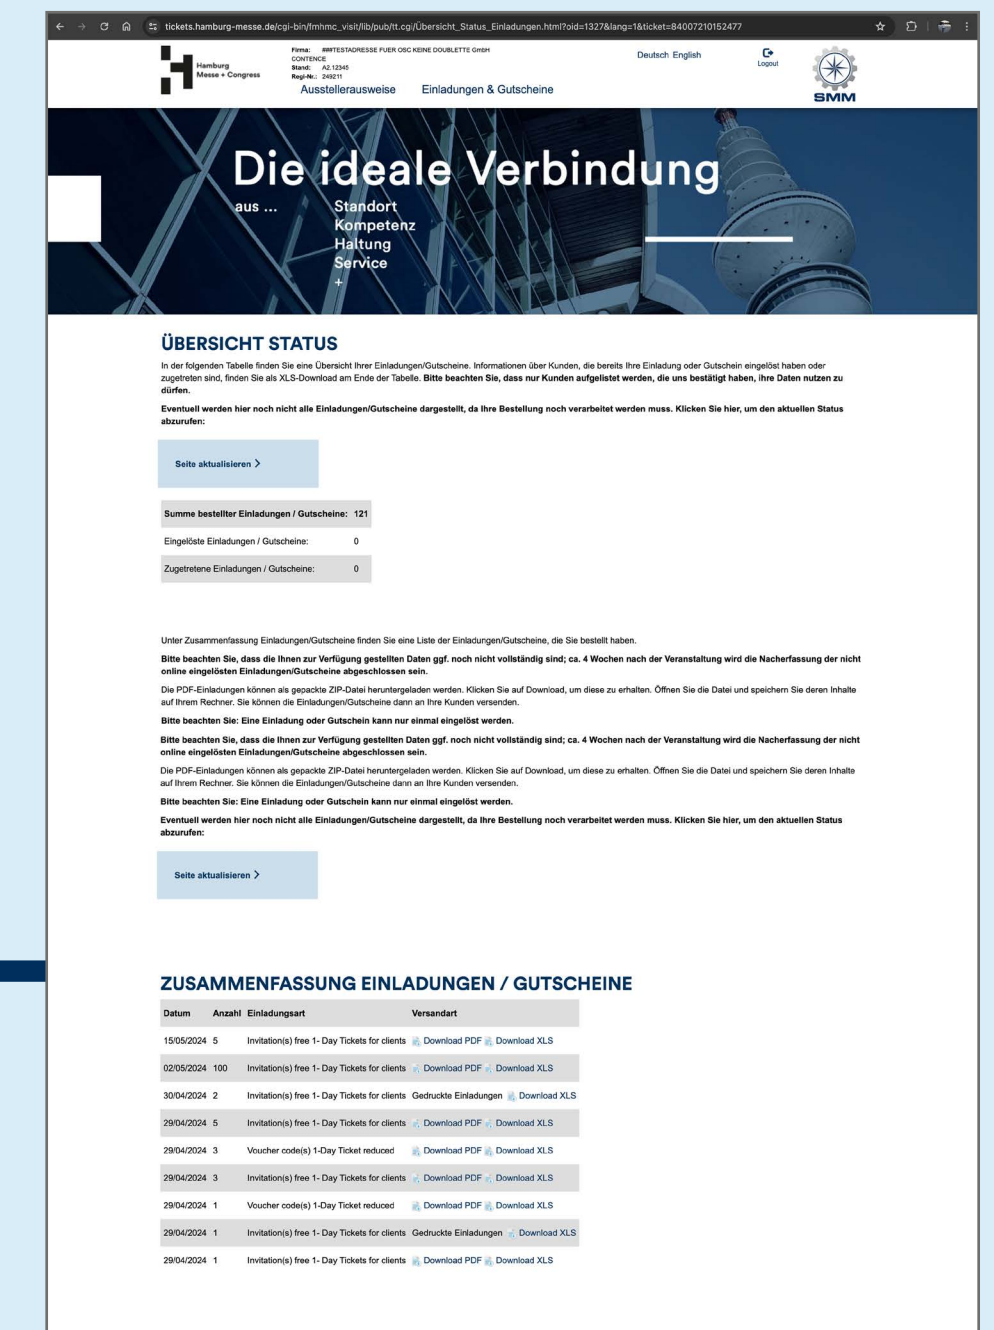 tickets.hamburg-messe.de/cgi-bin/fmhmc_visit/lib/pub/tt.cgi/Übersicht_Status_Einladungen.html?oid=1327&lang=1&ticket=84007210152477
Hamburg
Messe + Congress
Firma: ###TESTADRESSE FUER OSC KEINE DOUBLETTE GmbH
CONTENCE
Stand: A2.12345
Regi-Nr.: 249211
Ausstellerausweise Einladungen & Gutscheine
Deutsch English
Logout
SMM
Die ideale Verbindung
aus ... Standort
Kompetenz
Haltung
Service
+
ÜBERSICHT STATUS
In der folgenden Tabelle finden Sie eine Übersicht Ihrer Einladungen/Gutscheine. Informationen über Kunden, die bereits Ihre Einladung oder Gutschein eingelöst haben oder
zugetreten sind, finden Sie als XLS-Download am Ende der Tabelle. Bitte beachten Sie, dass nur Kunden aufgelistet werden, die uns bestätigt haben, ihre Daten nutzen zu
dürfen.
Eventuell werden hier noch nicht alle Einladungen/Gutscheine dargestellt, da Ihre Bestellung noch verarbeitet werden muss. Klicken Sie hier, um den aktuellen Status
abzurufen:
Seite aktualisieren >
Summe bestellter Einladungen / Gutscheine: 121
Eingelöste Einladungen / Gutscheine: 0
Zugetretene Einladungen / Gutscheine: 0
Unter Zusammenfassung Einladungen/Gutscheine finden Sie eine Liste der Einladungen/Gutscheine, die Sie bestellt haben.
Bitte beachten Sie, dass die Ihnen zur Verfügung gestellten Daten ggf. noch nicht vollständig sind; ca. 4 Wochen nach der Veranstaltung wird die Nacherfassung der nicht
online eingelösten Einladungen/Gutscheine abgeschlossen sein.
Die PDF-Einladungen können als gepackte ZIP-Datei heruntergeladen werden. Klicken Sie auf Download, um diese zu erhalten. Öffnen Sie die Datei und speichern Sie deren Inhalte
auf Ihrem Rechner. Sie können die Einladungen/Gutscheine dann an Ihre Kunden versenden.
Bitte beachten Sie: Eine Einladung oder Gutschein kann nur einmal eingelöst werden.
Bitte beachten Sie, dass die Ihnen zur Verfügung gestellten Daten ggf. noch nicht vollständig sind; ca. 4 Wochen nach der Veranstaltung wird die Nacherfassung der nicht
online eingelösten Einladungen/Gutscheine abgeschlossen sein.
Die PDF-Einladungen können als gepackte ZIP-Datei heruntergeladen werden. Klicken Sie auf Download, um diese zu erhalten. Öffnen Sie die Datei und speichern Sie deren Inhalte
auf Ihrem Rechner. Sie können die Einladungen/Gutscheine dann an Ihre Kunden versenden.
Bitte beachten Sie: Eine Einladung oder Gutschein kann nur einmal eingelöst werden.
Eventuell werden hier noch nicht alle Einladungen/Gutscheine dargestellt, da Ihre Bestellung noch verarbeitet werden muss. Klicken Sie hier, um den aktuellen Status
abzurufen:
Seite aktualisieren >
ZUSAMMENFASSUNG EINLADUNGEN / GUTSCHEINE
Datum Anzahl Einladungsart Versandart
15/05/2024 5 Invitation(s) free 1- Day Tickets for clients Download PDF Download XLS
02/05/2024 100 Invitation(s) free 1- Day Tickets for clients Download PDF Download XLS
30/04/2024 2 Invitation(s) free 1- Day Tickets for clients Gedruckte Einladungen Download XLS
29/04/2024 5 Invitation(s) free 1- Day Tickets for clients Download PDF Download XLS
29/04/2024 3 Voucher code(s) 1-Day Ticket reduced Download PDF Download XLS
29/04/2024 3 Invitation(s) free 1- Day Tickets for clients Download PDF Download XLS
29/04/2024 1 Voucher code(s) 1-Day Ticket reduced Download PDF Download XLS
29/04/2024 1 Invitation(s) free 1- Day Tickets for clients Gedruckte Einladungen Download XLS
29/04/2024 1 Invitation(s) free 1- Day Tickets for clients Download PDF Download XLS